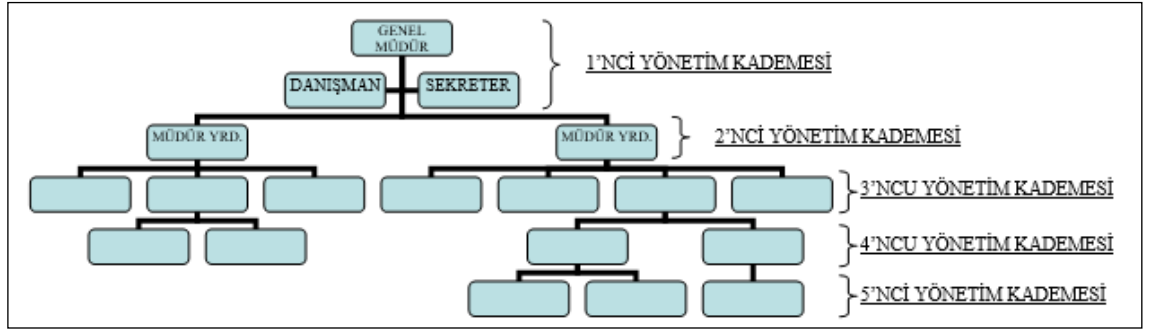 GENEL
MÜDÜR
1’NCİ YÖNETİM KADEMESİ
DANIŞMAN
SEKRETER
MÜDÜR YRD.
MÜDÜR YRD.
2’NCİ YÖNETİM KADEMESİ
3’NCU YÖNETİM KADEMESİ
4’NCU YÖNETİM KADEMESİ
5’NCİ YÖNETİM KADEMESİ